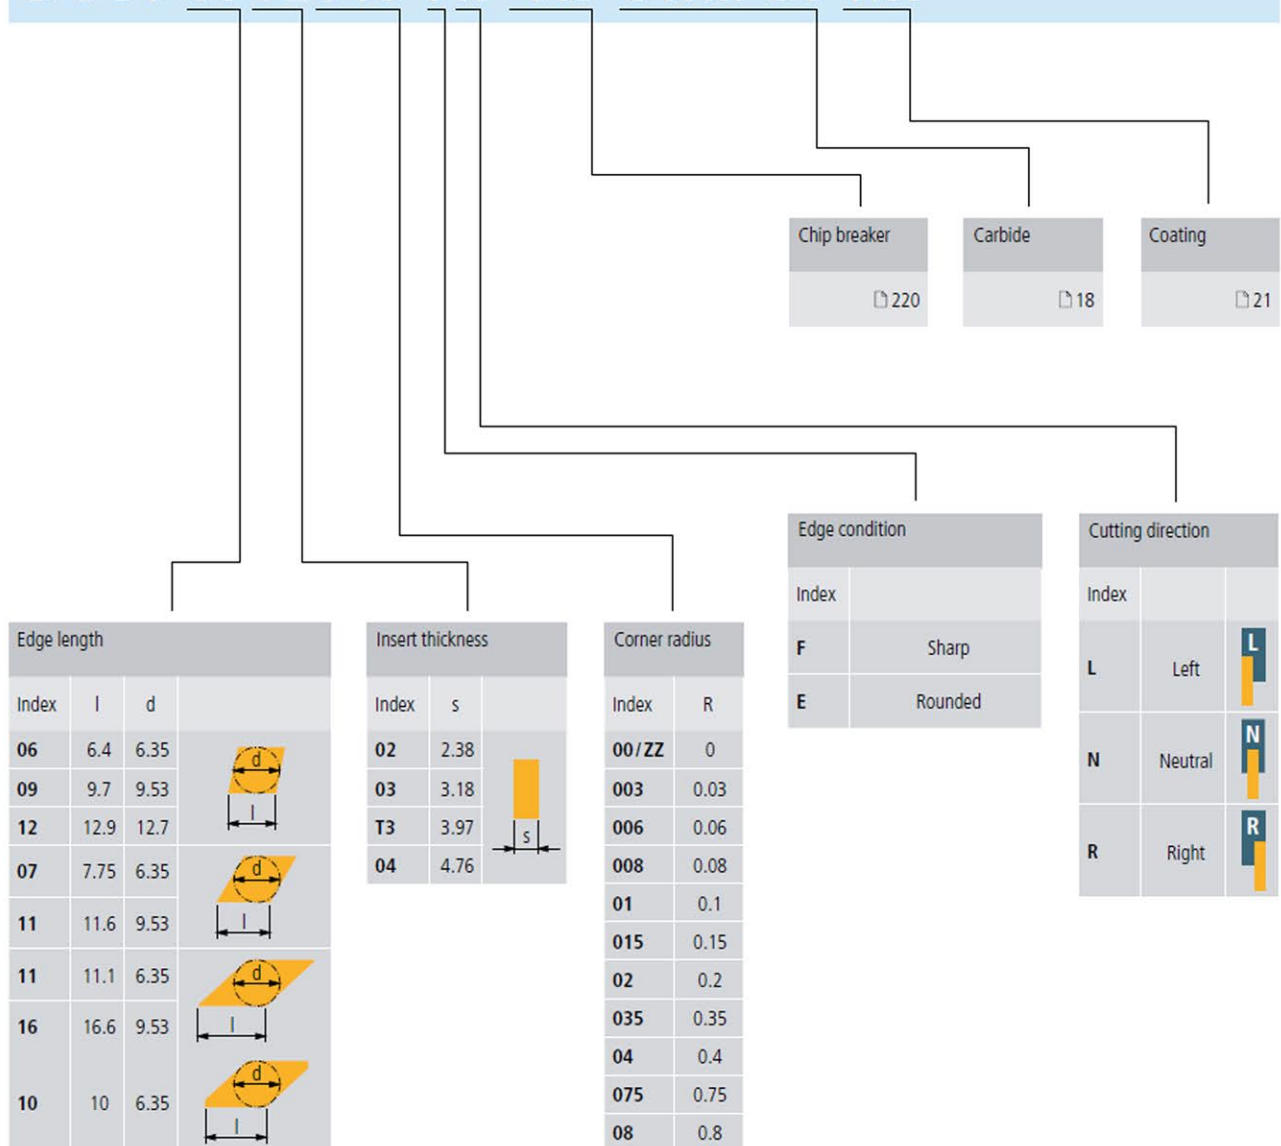 Chip breaker
220
Carbide
18
Coating
21
Edge condition
Index
F Sharp
E Rounded
Cutting direction
Index
L Left L
N Neutral N
R Right R
Edge length
Index l d
06 6.4 6.35
09 9.7 9.53
12 12.9 12.7
d
l
07 7.75 6.35
11 11.6 9.53
d
l
11 11.1 6.35
16 16.6 9.53
d
l
10 10 6.35
d
l
Insert thickness
Index s
02 2.38
03 3.18
T3 3.97
04 4.76
s
Corner radius
Index R
00/ZZ 0
003 0.03
006 0.06
008 0.08
01 0.1
015 0.15
02 0.2
035 0.35
04 0.4
075 0.75
08 0.8